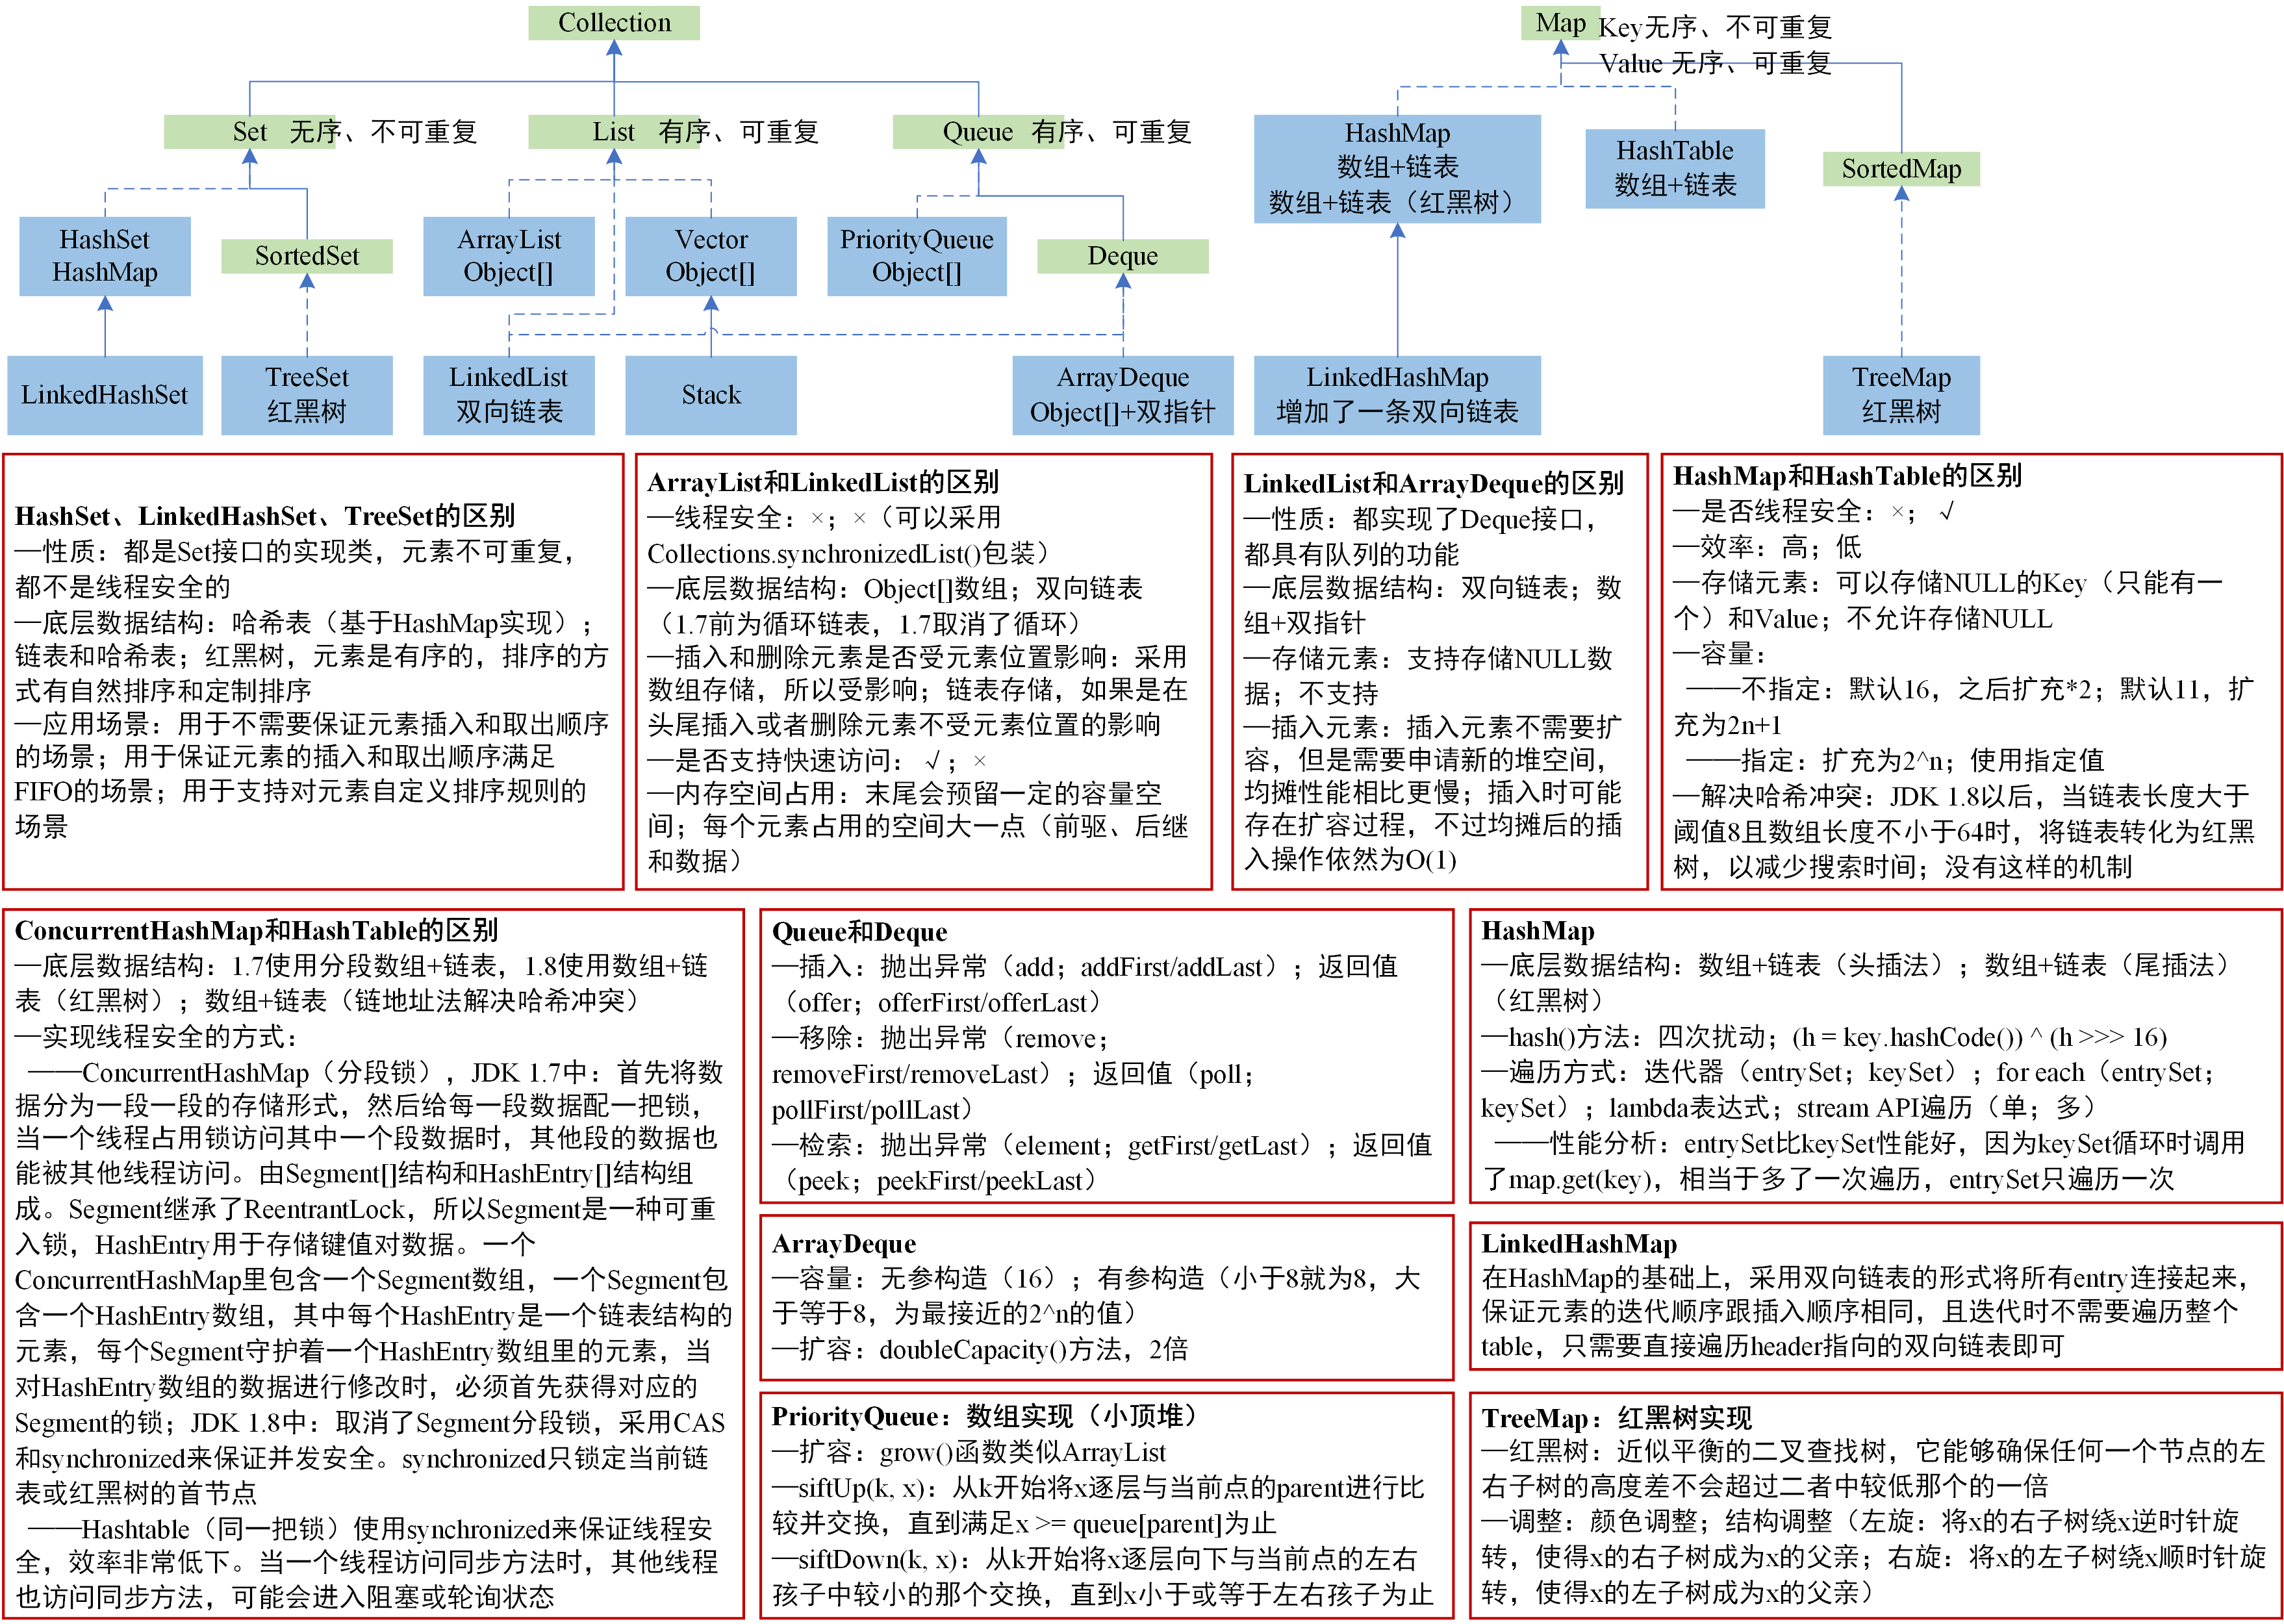 Collection
Map
Key无序、不可重复
Value 无序、可重复
Set 无序、不可重复
List 有序、可重复
Queue 有序、可重复
HashMap
数组+链表
数组+链表（红黑树）
HashTable
数组+链表
SortedMap
HashSet
HashMap
SortedSet
ArrayList
Object[]
Vector
Object[]
PriorityQueue
Object[]
Deque
LinkedHashSet
TreeSet
红黑树
LinkedList
双向链表
Stack
ArrayDeque
Object[]+双指针
LinkedHashMap
增加了一条双向链表
TreeMap
红黑树
HashSet、LinkedHashSet、TreeSet的区别
—性质：都是Set接口的实现类，元素不可重复，
都不是线程安全的
—底层数据结构：哈希表（基于HashMap实现）；
链表和哈希表；红黑树，元素是有序的，排序的方
式有自然排序和定制排序
—应用场景：用于不需要保证元素插入和取出顺序
的场景；用于保证元素的插入和取出顺序满足
FIFO的场景；用于支持对元素自定义排序规则的
场景
ArrayList和LinkedList的区别
—线程安全：×；×（可以采用
Collections.synchronizedList()包装）
—底层数据结构：Object[]数组；双向链表
（1.7前为循环链表，1.7取消了循环）
—插入和删除元素是否受元素位置影响：采用
数组存储，所以受影响；链表存储，如果是在
头尾插入或者删除元素不受元素位置的影响
—是否支持快速访问：√；×
—内存空间占用：末尾会预留一定的容量空
间；每个元素占用的空间大一点（前驱、后继
和数据）
LinkedList和ArrayDeque的区别
—性质：都实现了Deque接口，
都具有队列的功能
—底层数据结构：双向链表；数
组+双指针
—存储元素：支持存储NULL数
据；不支持
—插入元素：插入元素不需要扩
容，但是需要申请新的堆空间，
均摊性能相比更慢；插入时可能
存在扩容过程，不过均摊后的插
入操作依然为O(1)
HashMap和HashTable的区别
—是否线程安全：×；√
—效率：高；低
—存储元素：可以存储NULL的Key（只能有一
个）和Value；不允许存储NULL
—容量：
——不指定：默认16，之后扩充*2；默认11，扩
充为2n+1
——指定：扩充为2^n；使用指定值
—解决哈希冲突：JDK 1.8以后，当链表长度大于
阈值8且数组长度不小于64时，将链表转化为红黑
树，以减少搜索时间；没有这样的机制
ConcurrentHashMap和HashTable的区别
—底层数据结构：1.7使用分段数组+链表，1.8使用数组+链
表（红黑树）；数组+链表（链地址法解决哈希冲突）
—实现线程安全的方式：
——ConcurrentHashMap（分段锁），JDK 1.7中：首先将数
据分为一段一段的存储形式，然后给每一段数据配一把锁，
当一个线程占用锁访问其中一个段数据时，其他段的数据也
能被其他线程访问。由Segment[]结构和HashEntry[]结构组
成。Segment继承了ReentrantLock，所以Segment是一种可重
入锁，HashEntry用于存储键值对数据。一个
ConcurrentHashMap里包含一个Segment数组，一个Segment包
含一个HashEntry数组，其中每个HashEntry是一个链表结构的
元素，每个Segment守护着一个HashEntry数组里的元素，当
对HashEntry数组的数据进行修改时，必须首先获得对应的
Segment的锁；JDK 1.8中：取消了Segment分段锁，采用CAS
和synchronized来保证并发安全。synchronized只锁定当前链
表或红黑树的首节点
——Hashtable（同一把锁）使用synchronized来保证线程安
全，效率非常低下。当一个线程访问同步方法时，其他线程
也访问同步方法，可能会进入阻塞或轮询状态
Queue和Deque
—插入：抛出异常（add；addFirst/addLast）；返回值
（offer；offerFirst/offerLast）
—移除：抛出异常（remove；
removeFirst/removeLast）；返回值（poll；
pollFirst/pollLast）
—检索：抛出异常（element；getFirst/getLast）；返回值
（peek；peekFirst/peekLast）
ArrayDeque
—容量：无参构造（16）；有参构造（小于8就为8，大
于等于8，为最接近的2^n的值）
—扩容：doubleCapacity()方法，2倍
PriorityQueue：数组实现（小顶堆）
—扩容：grow()函数类似ArrayList
—siftUp(k, x)：从k开始将x逐层与当前点的parent进行比
较并交换，直到满足x >= queue[parent]为止
—siftDown(k, x)：从k开始将x逐层向下与当前点的左右
孩子中较小的那个交换，直到x小于或等于左右孩子为止
HashMap
—底层数据结构：数组+链表（头插法）；数组+链表（尾插法）
（红黑树）
—hash()方法：四次扰动；(h = key.hashCode()) ^ (h >>> 16)
—遍历方式：迭代器（entrySet；keySet）；for each（entrySet；
keySet）；lambda表达式；stream API遍历（单；多）
——性能分析：entrySet比keySet性能好，因为keySet循环时调用
了map.get(key)，相当于多了一次遍历，entrySet只遍历一次
LinkedHashMap
在HashMap的基础上，采用双向链表的形式将所有entry连接起来，
保证元素的迭代顺序跟插入顺序相同，且迭代时不需要遍历整个
table，只需要直接遍历header指向的双向链表即可
TreeMap：红黑树实现
—红黑树：近似平衡的二叉查找树，它能够确保任何一个节点的左
右子树的高度差不会超过二者中较低那个的一倍
—调整：颜色调整；结构调整（左旋：将x的右子树绕x逆时针旋
转，使得x的右子树成为x的父亲；右旋：将x的左子树绕x顺时针旋
转，使得x的左子树成为x的父亲）